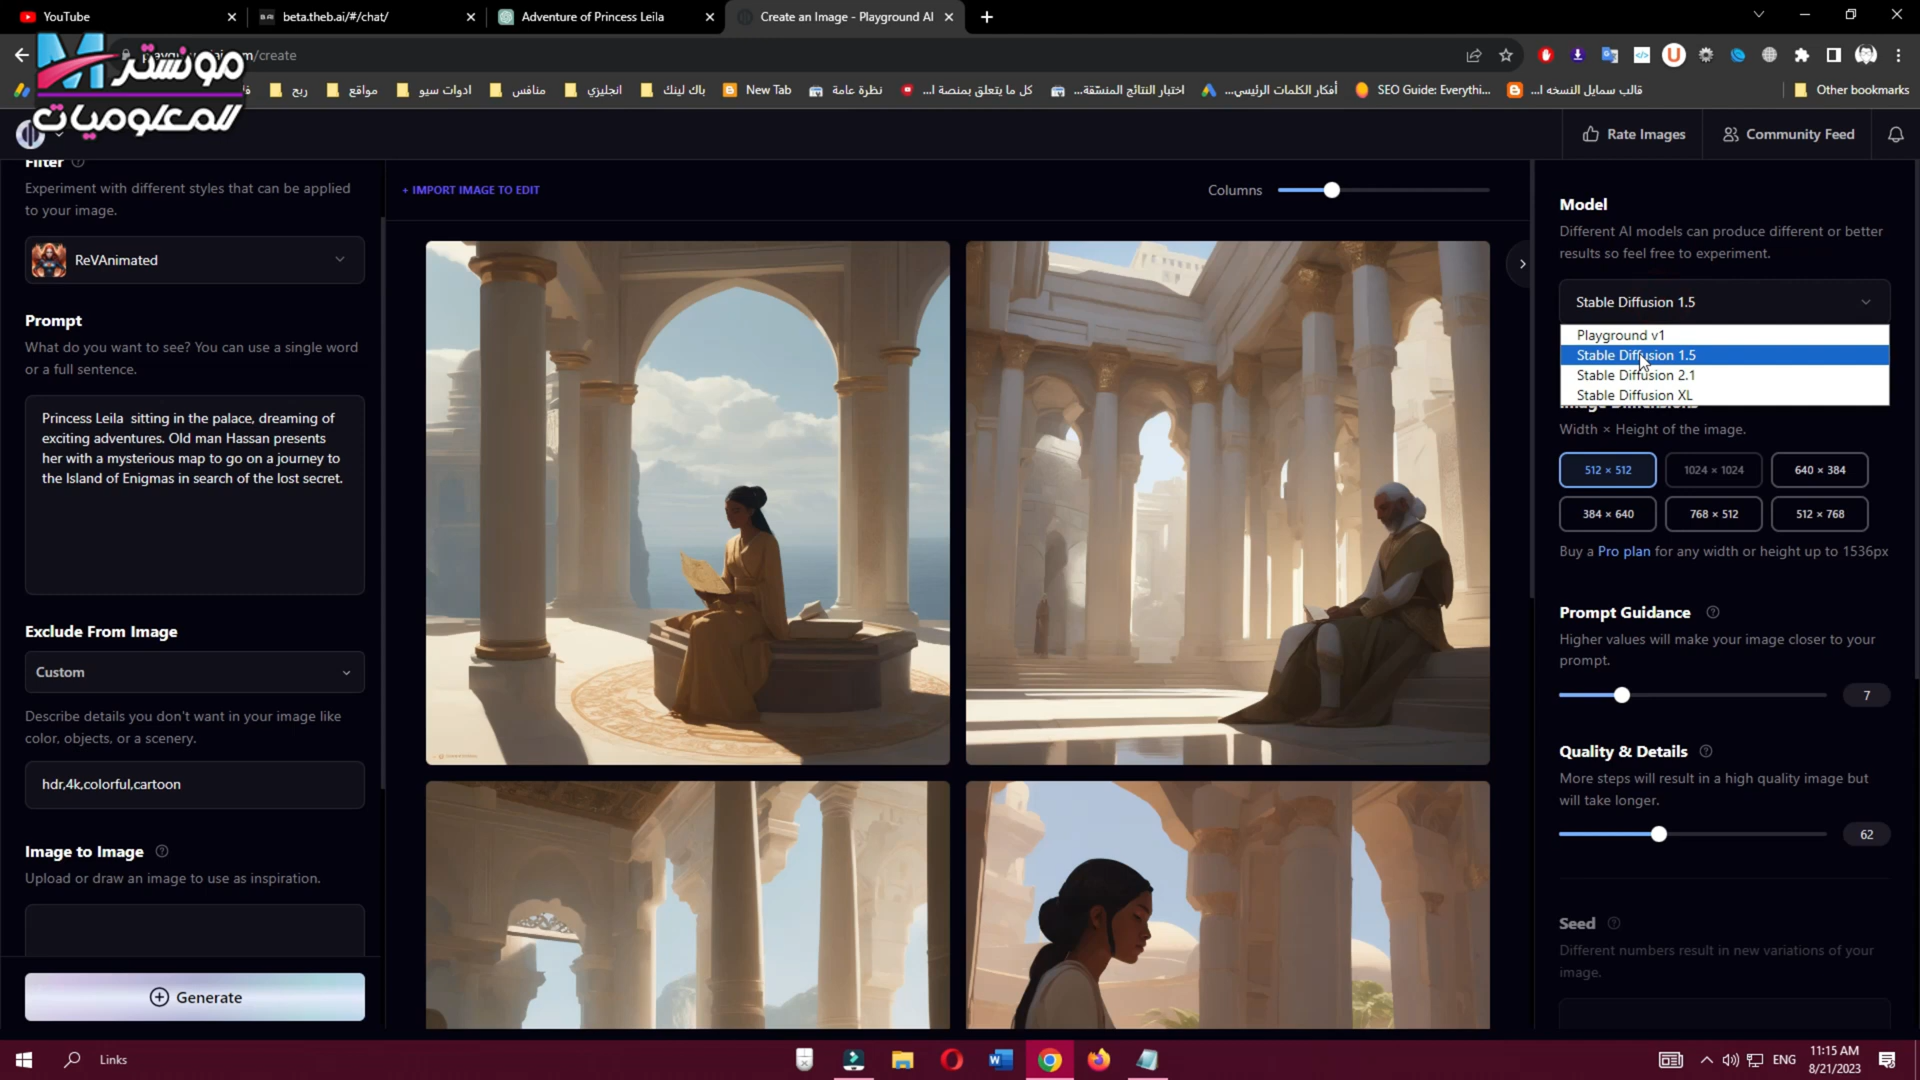 YouTube
B.AI beta.theb.ai/#/chat/
Adventure of Princess Leila
Create an Image - Playground AI
/create
مونستر
للمعلوميات
ربح
مواقع
ادوات سيو
منافس
انجليزي
باك لينك
New Tab
نظرة عامة
كل ما يتعلق بمنصة ا...
اختبار النتائج المنسّقة...
أفكار الكلمات الرئيسي...
SEO Guide: Everythi...
قالب سمايل النسخه ا...
Other bookmarks
Rate Images
Community Feed
Filter
Experiment with different styles that can be applied
to your image.
ReVAnimated
Prompt
What do you want to see? You can use a single word
or a full sentence.
Princess Leila sitting in the palace, dreaming of
exciting adventures. Old man Hassan presents
her with a mysterious map to go on a journey to
the Island of Enigmas in search of the lost secret.
Exclude From Image
Custom
Describe details you don't want in your image like
color, objects, or a scenery.
hdr,4k,colorful,cartoon
Image to Image
Upload or draw an image to use as inspiration.
Generate
+ IMPORT IMAGE TO EDIT
Columns
Model
Different AI models can produce different or better
results so feel free to experiment.
Stable Diffusion 1.5
Playground v1
Stable Diffusion 1.5
Stable Diffusion 2.1
Stable Diffusion XL
Image Dimensions
Width × Height of the image.
512 × 512
1024 × 1024
640 × 384
384 × 640
768 × 512
512 × 768
Buy a Pro plan for any width or height up to 1536px
Prompt Guidance
Higher values will make your image closer to your
prompt.
7
Quality & Details
More steps will result in a high quality image but
will take longer.
62
Seed
Different numbers result in new variations of your
image.
Links
ENG
11:15 AM
8/21/2023